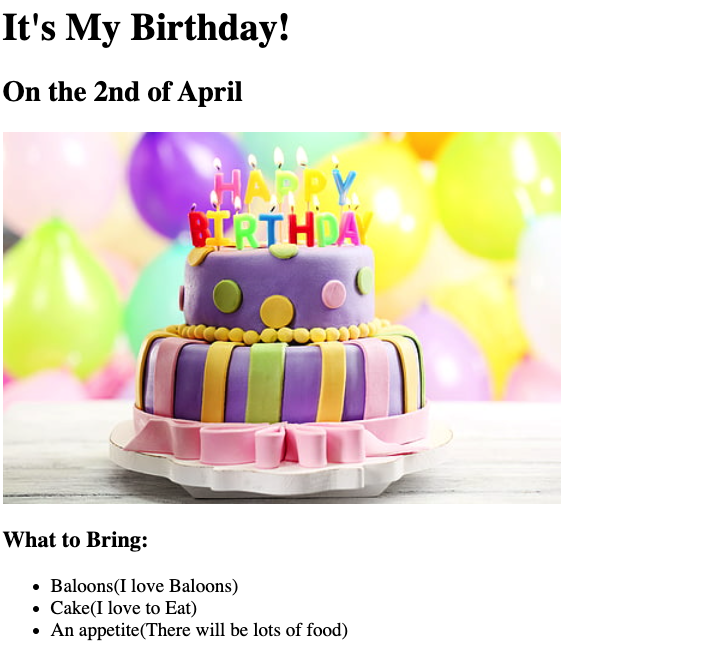 It's My Birthday!
On the 2nd of April
HAPPY
BIRTHDAY
What to Bring:
Baloons(I love Baloons)
Cake(I love to Eat)
An appetite(There will be lots of food)